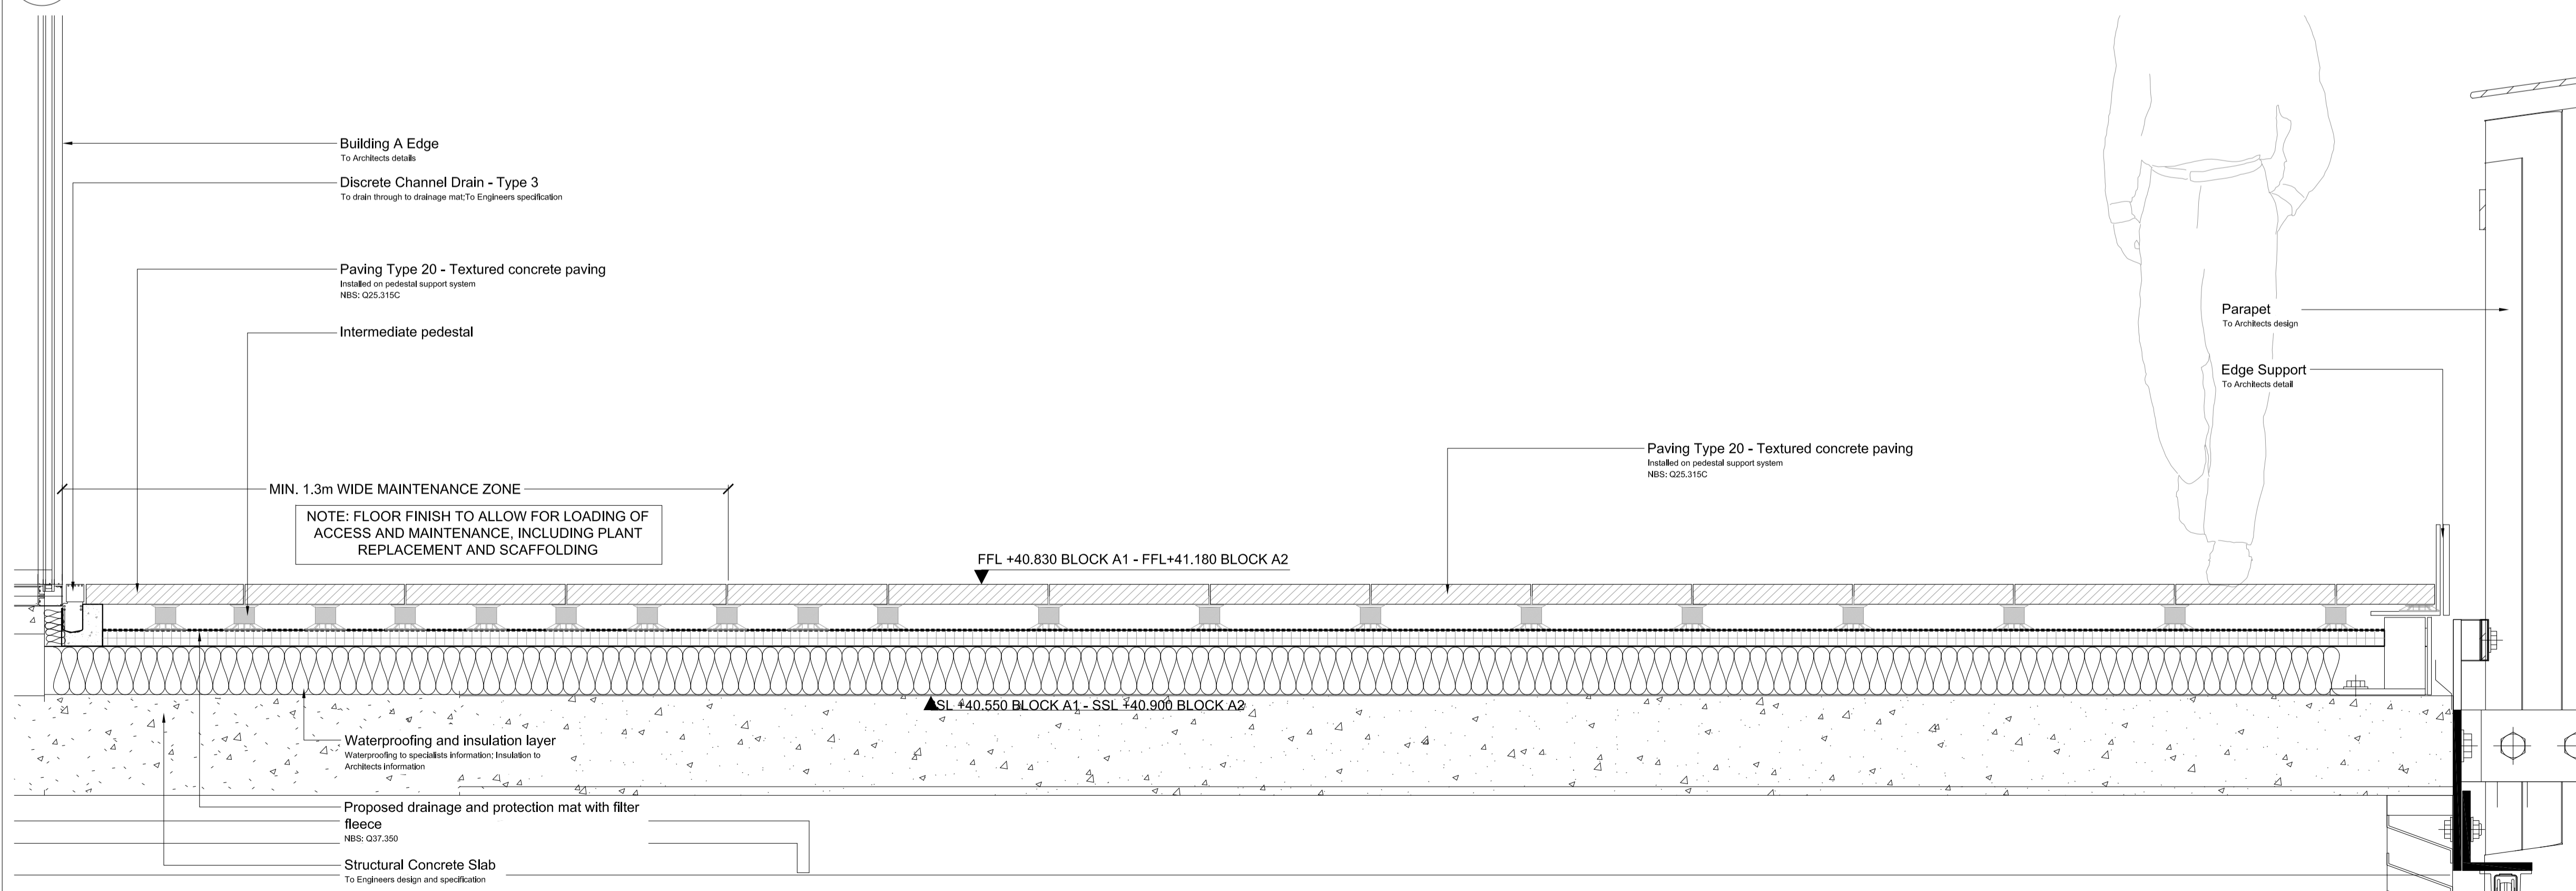 Building A Edge
To Architects details
Discrete Channel Drain - Type 3
To drain through to drainage mat;To Engineers specification
Paving Type 20 - Textured concrete paving
Installed on pedestal support system
NBS: Q25.315C
Intermediate pedestal
Parapet
To Architects design
Edge Support
To Architects detail
Paving Type 20 - Textured concrete paving
Installed on pedestal support system
NBS: Q25.315C
MIN. 1.3m WIDE MAINTENANCE ZONE
NOTE: FLOOR FINISH TO ALLOW FOR LOADING OF
ACCESS AND MAINTENANCE, INCLUDING PLANT
REPLACEMENT AND SCAFFOLDING
FFL +40.830 BLOCK A1 - FFL+41.180 BLOCK A2
SSL +40.550 BLOCK A1 - SSL +40.900 BLOCK A2
Waterproofing and insulation layer
Waterproofing to specialists information; Insulation to
Architects information
Proposed drainage and protection mat with filter
fleece
NBS: Q37.350
Structural Concrete Slab
To Engineers design and specification